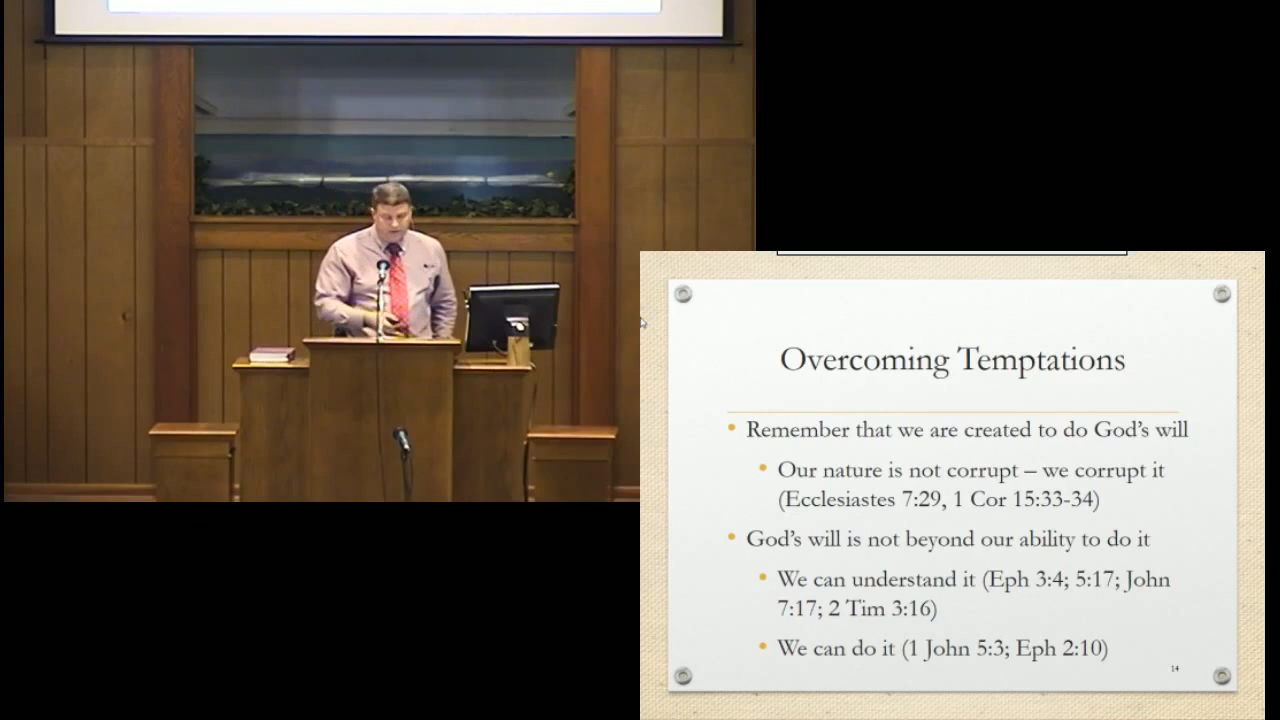 Overcoming Temptations
• Remember that we are created to do God's will
• Our nature is not corrupt – we corrupt it
(Ecclesiastes 7:29, 1 Cor 15:33-34)
• God's will is not beyond our ability to do it
• We can understand it (Eph 3:4; 5:17; John
7:17; 2 Tim 3:16)
• We can do it (1 John 5:3; Eph 2:10)
14